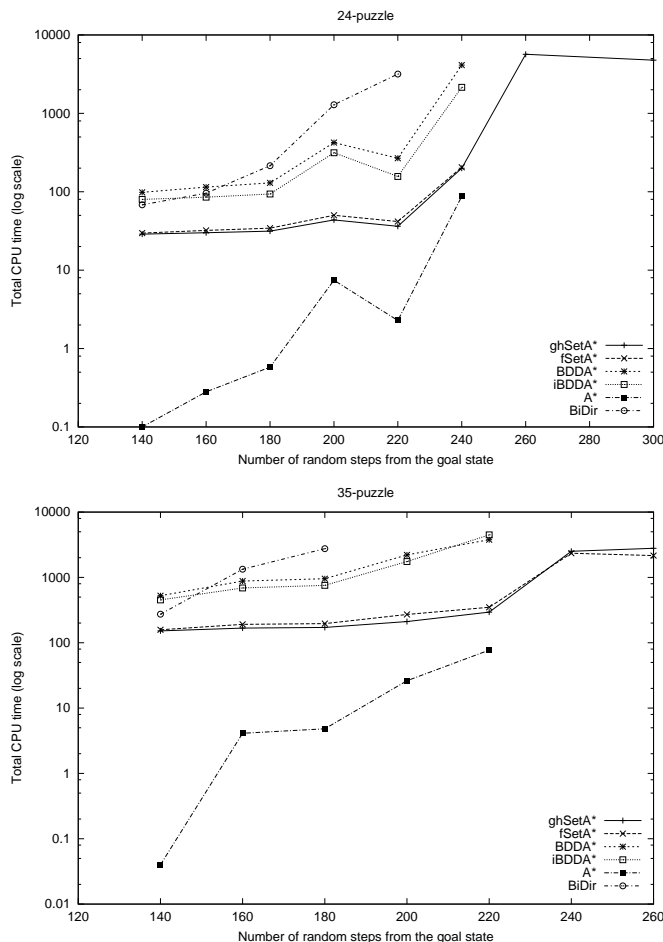 24-puzzle
10000
1000
100
10
1
0.1
Total CPU time (log scale)
ghSetA*
fSetA*
BDDA*
iBDDA*
A*
BiDir
120 140 160 180 200 220 240 260 280 300
Number of random steps from the goal state
35-puzzle
10000
1000
100
10
1
0.1
0.01
Total CPU time (log scale)
ghSetA*
fSetA*
BDDA*
iBDDA*
A*
BiDir
120 140 160 180 200 220 240 260
Number of random steps from the goal state